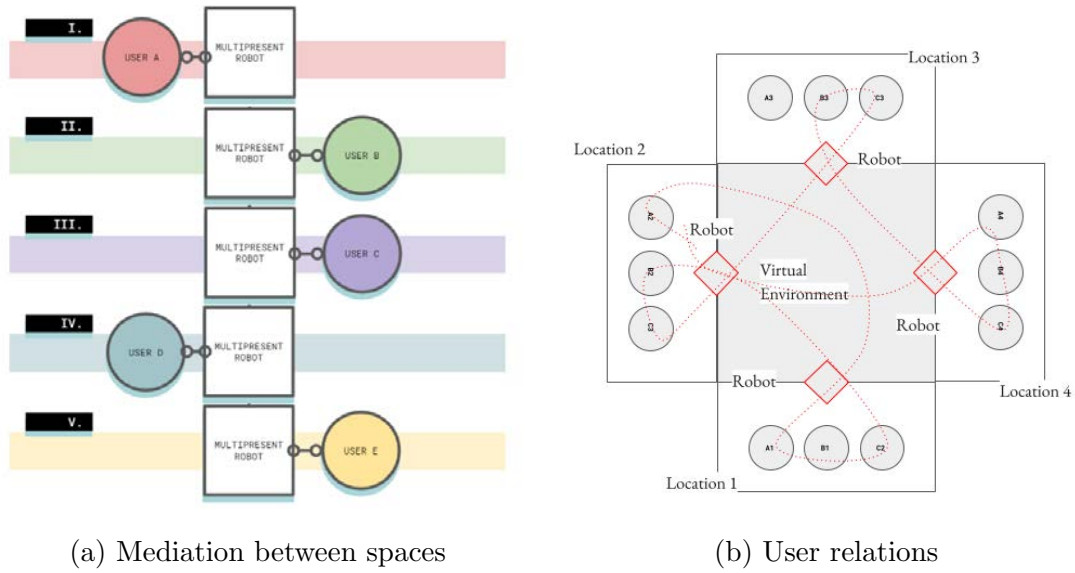 I.
USER A
MULTIPRESENT
ROBOT
II.
MULTIPRESENT
ROBOT
USER B
III.
MULTIPRESENT
ROBOT
USER C
IV.
USER D
MULTIPRESENT
ROBOT
V.
MULTIPRESENT
ROBOT
USER E
(a) Mediation between spaces
Location 3
A3
B3
C3
Location 2
Robot
A2
Robot
A4
B2
Virtual
Environment
B4
C3
Robot
C4
Robot
Location 4
A1
B1
C2
Location 1
(b) User relations